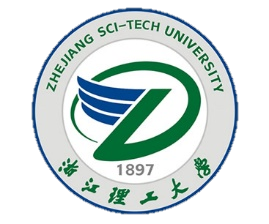 ZHEJIANG SCI-TECH UNIVERSITY
1897
浙江理工大学